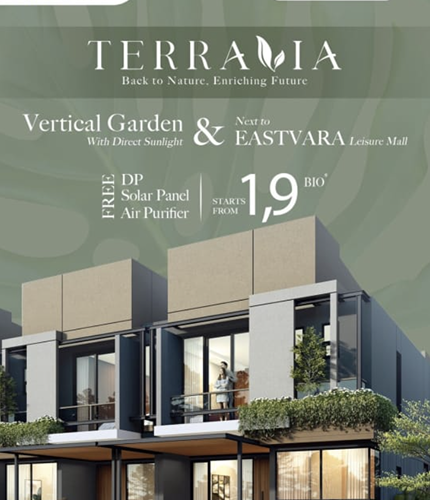 TERRAVIA
Back to Nature, Enriching Future
Vertical Garden
With Direct Sunlight
&
Next to
EASTVARA Leisure Mall
FREE
DP
Solar Panel
Air Purifier
STARTS
FROM
1,9 BIO*